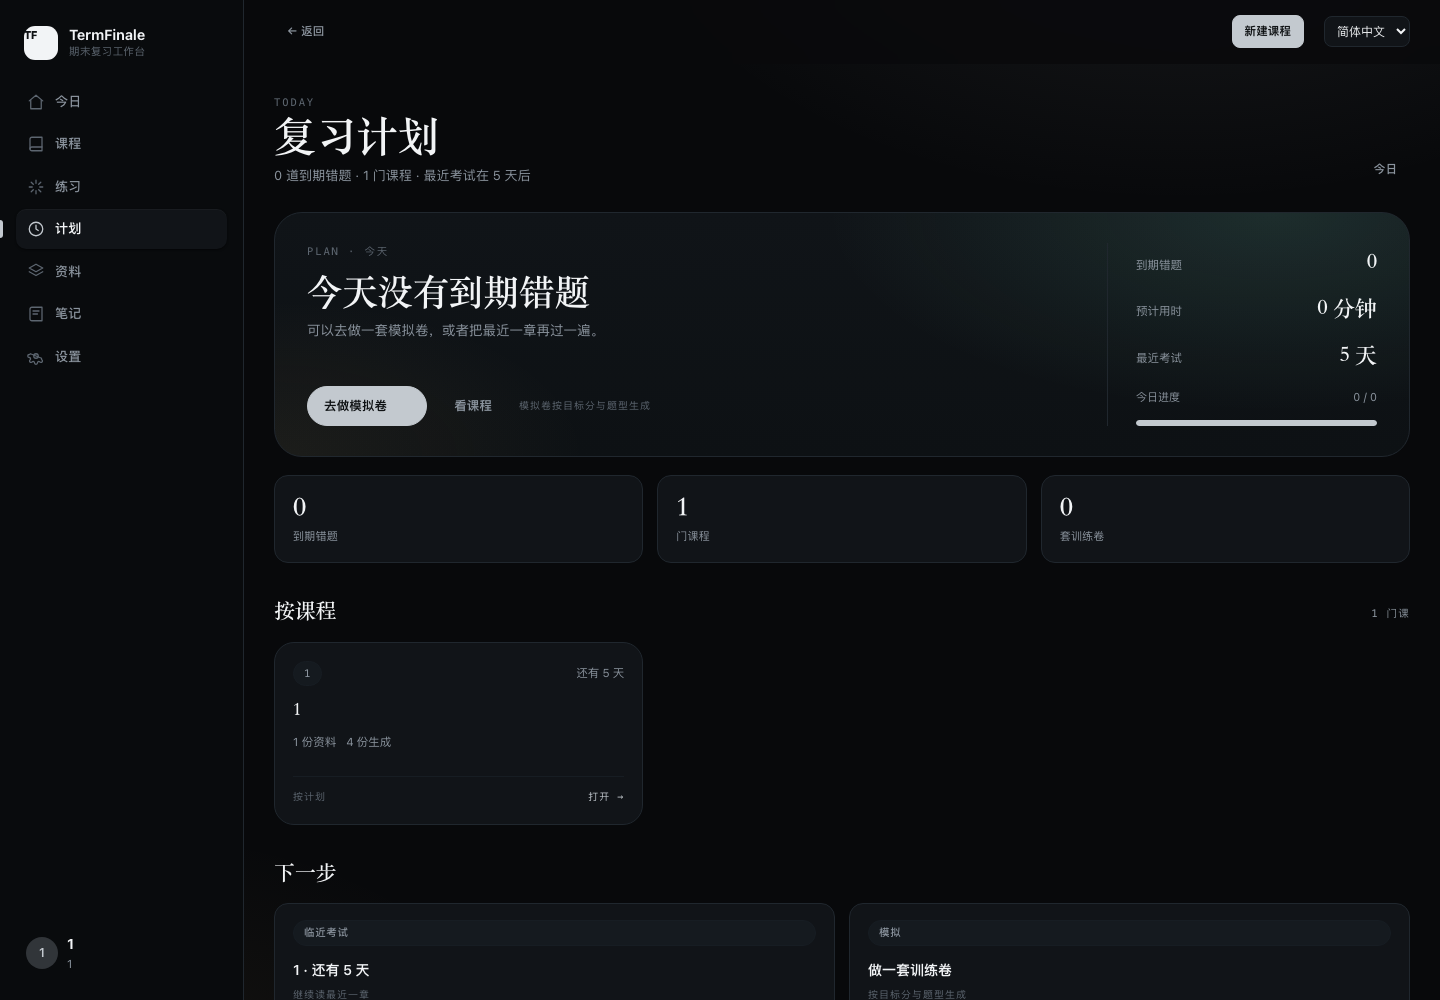 TF
TermFinale
期末复习工作台
今日
课程
练习
计划
资料
笔记
设置
1
1
1
← 返回
新建课程
简体中文
TODAY
复习计划
0 道到期错题 · 1 门课程 · 最近考试在 5 天后
今日
PLAN · 今天
今天没有到期错题
可以去做一套模拟卷，或者把最近一章再过一遍。
去做模拟卷
看课程
模拟卷按目标分与题型生成
到期错题
0
预计用时
0 分钟
最近考试
5 天
今日进度
0 / 0
0
到期错题
1
门课程
0
套训练卷
按课程
1 门课
1
还有 5 天
1
1 份资料 4 份生成
按计划
打开 →
下一步
临近考试
1 · 还有 5 天
继续读最近一章
模拟
做一套训练卷
按目标分与题型生成